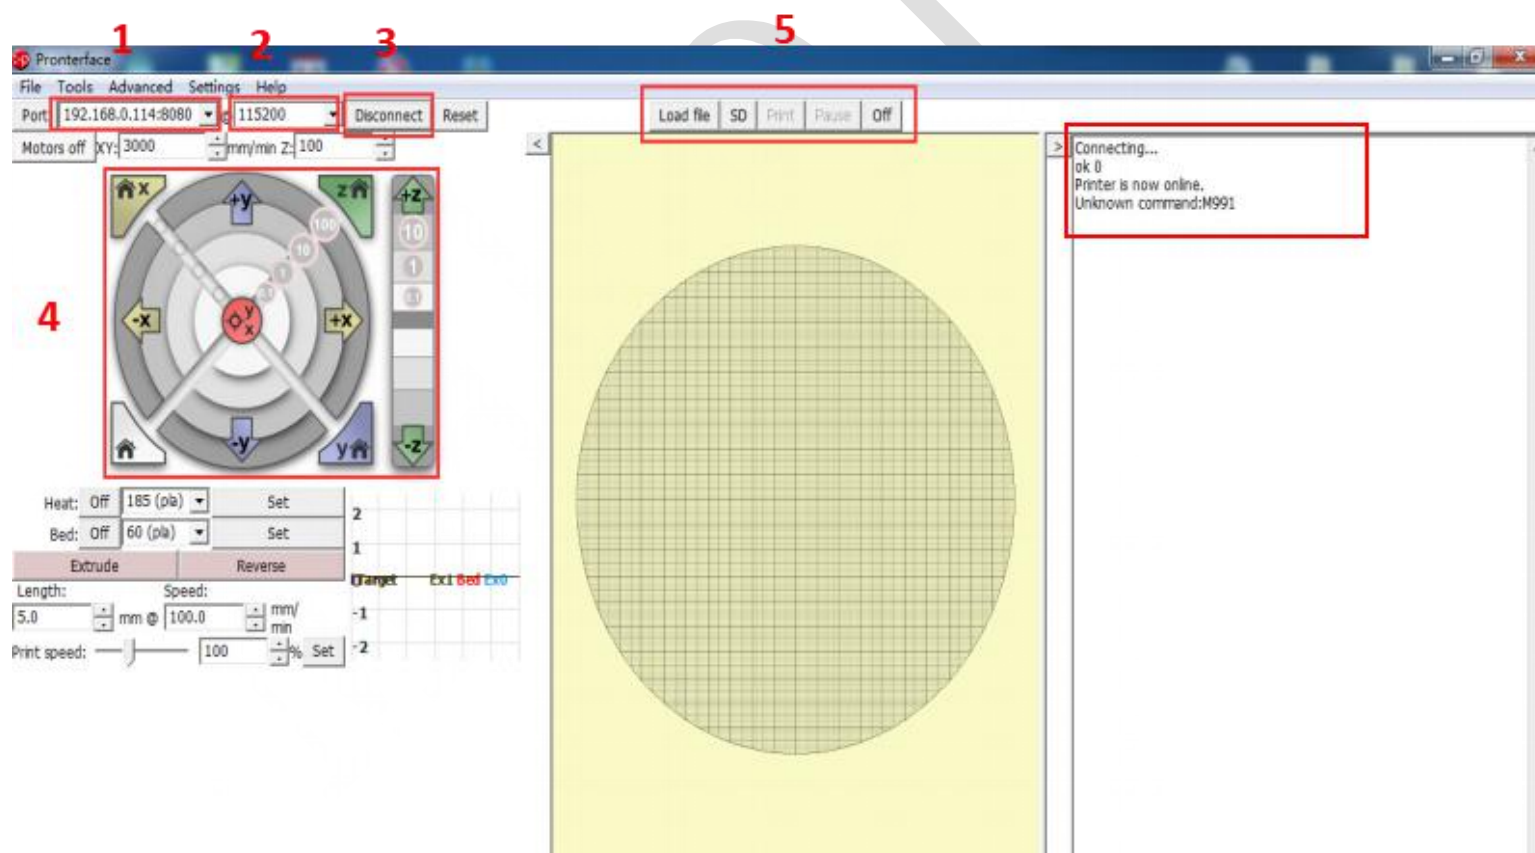 1 2 3 5
Pronterface
File Tools Advanced Settings Help
Port 192.168.0.114:8080 @ 115200 Disconnect Reset Load file SD Print Pause Off
Motors off XY: 3000 mm/min Z: 100 < >
Connecting...
ok 0
Printer is now online.
Unknown command:M991
x +y z +z
100 10
10 1
1 0.1
0.1
4 -x y x +x
-y y -z
Heat: Off 185 (pla) Set
Bed: Off 60 (pla) Set
Extrude Reverse
Length: Speed:
5.0 mm @ 100.0 mm/
min
Print speed: 100 % Set
2
1
Target Ex1 Bed Ex0
-1
-2